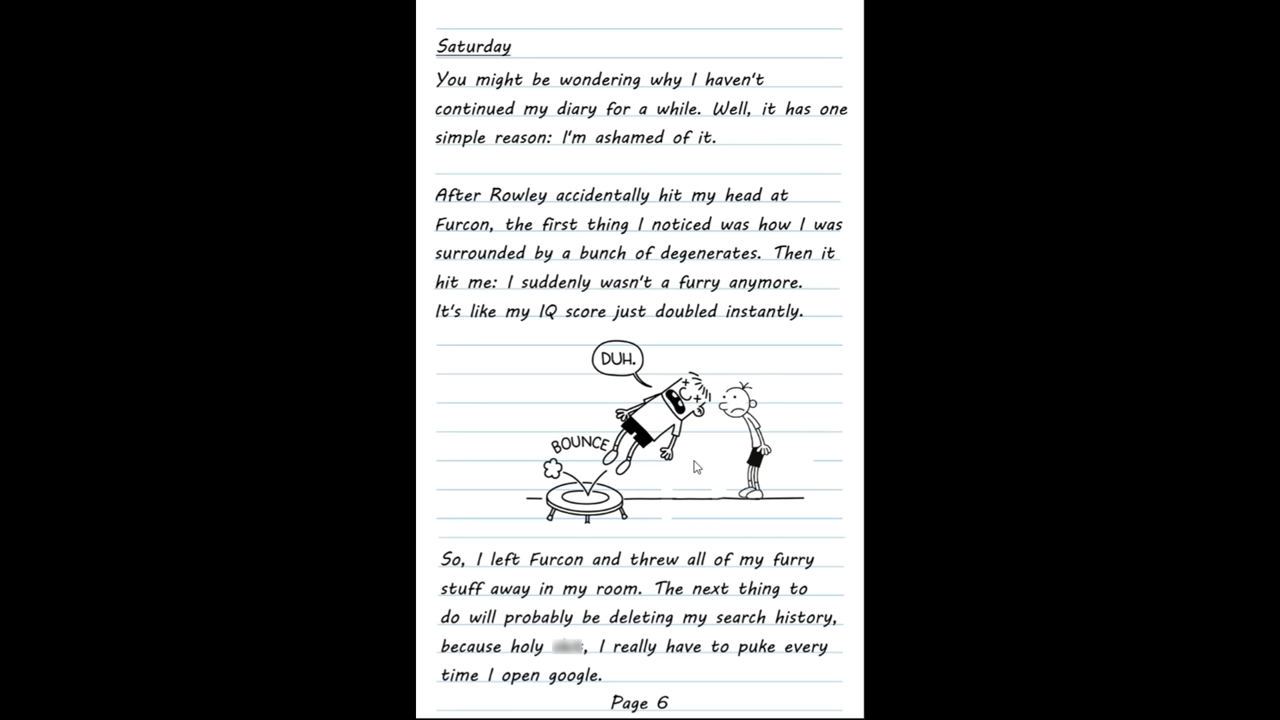 Saturday
You might be wondering why I haven't
continued my diary for a while. Well, it has one
simple reason: I'm ashamed of it.
After Rowley accidentally hit my head at
Furcon, the first thing I noticed was how I was
surrounded by a bunch of degenerates. Then it
hit me: I suddenly wasn't a furry anymore.
It's like my IQ score just doubled instantly.
DUH.
BOUNCE
So, I left Furcon and threw all of my furry
stuff away in my room. The next thing to
do will probably be deleting my search history,
because holy , I really have to puke every
time I open google.
Page 6